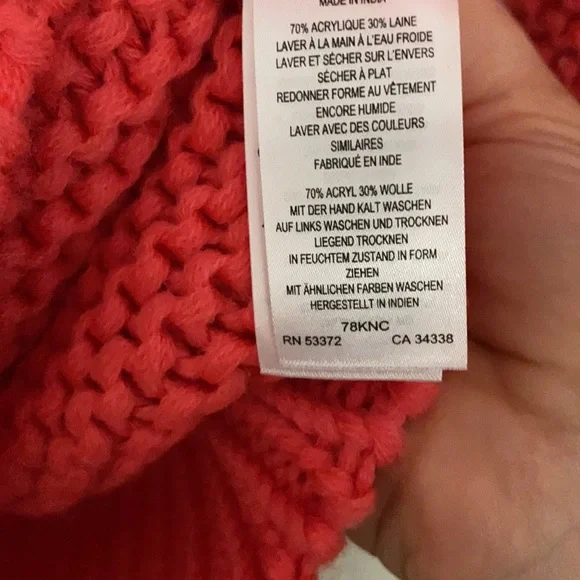 MADE IN INDIA
70% ACRYLIQUE 30% LAINE
LAVER À LA MAIN À L'EAU FROIDE
LAVER ET SÉCHER SUR L'ENVERS
SÉCHER À PLAT
REDONNER FORME AU VÊTEMENT
ENCORE HUMIDE
LAVER AVEC DES COULEURS
SIMILAIRES
FABRIQUÉ EN INDE
70% ACRYL 30% WOLLE
MIT DER HAND KALT WASCHEN
AUF LINKS WASCHEN UND TROCKNEN
LIEGEND TROCKNEN
IN FEUCHTEM ZUSTAND IN FORM
ZIEHEN
MIT ÄHNLICHEN FARBEN WASCHEN
HERGESTELLT IN INDIEN
78KNC
RN 53372 CA 34338